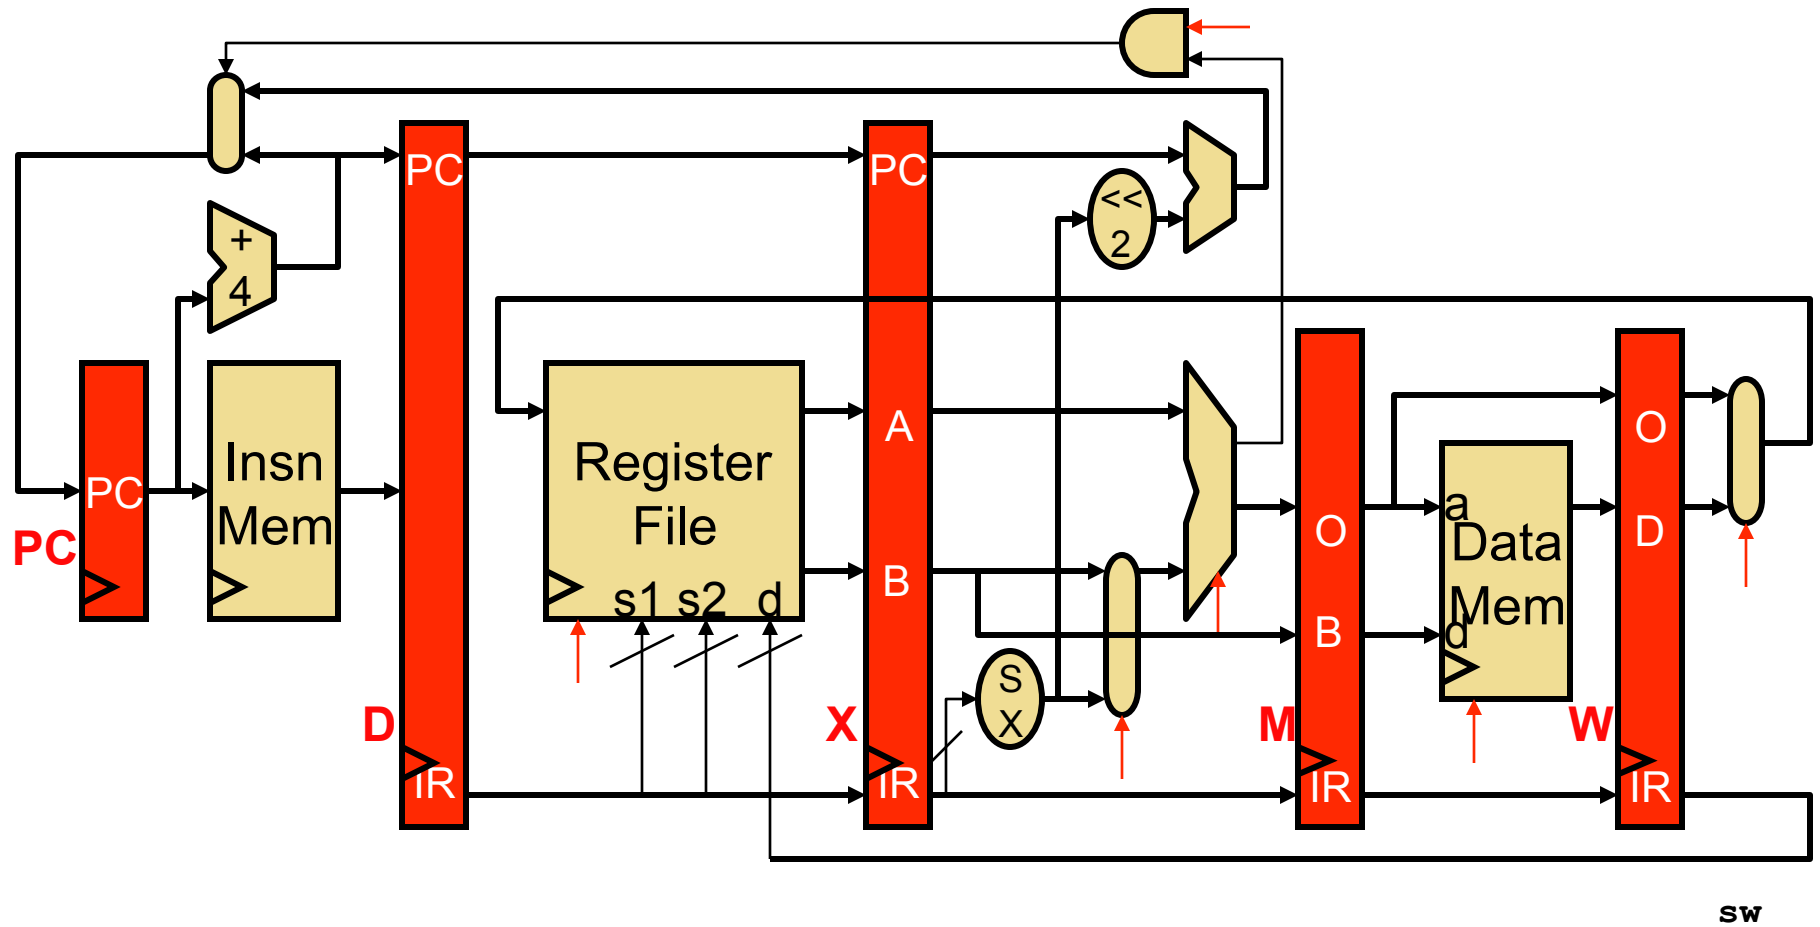 PC
PC
<<
2
+
4
A
O
Insn
Mem
Register
File
PC
PC
a
Data
Mem
d
O
D
B
B
s1 s2 d
S
X
D
X
M
W
IR
IR
IR
IR
sw